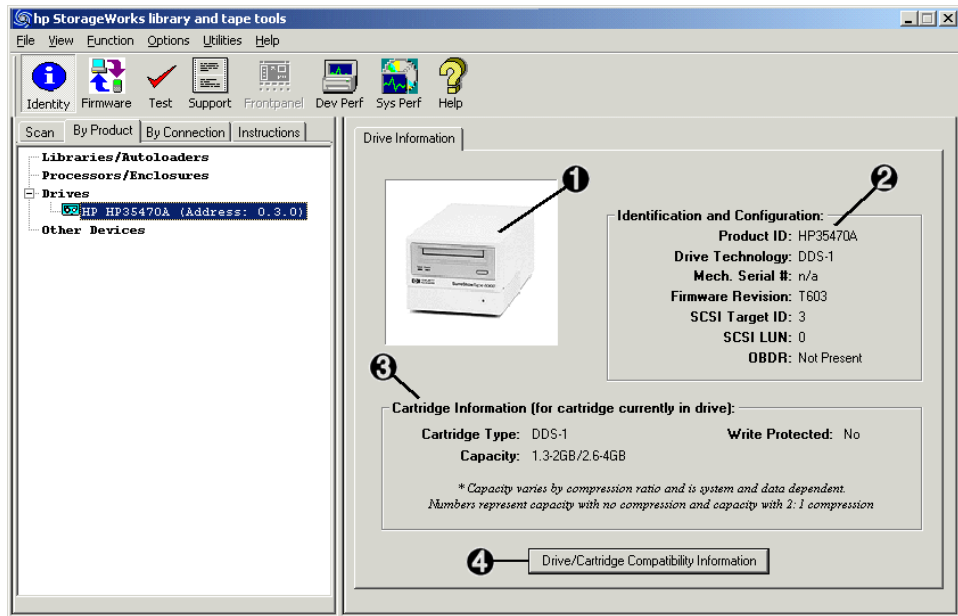 hp StorageWorks library and tape tools
File View Function Options Utilities Help
Identity Firmware Test Support Frontpanel Dev Perf Sys Perf Help
Scan By Product By Connection Instructions
Libraries/Autoloaders
Processors/Enclosures
Drives
HP HP35470A (Address: 0.3.0)
Other Devices
Drive Information
1
2
Identification and Configuration:
Product ID: HP35470A
Drive Technology: DDS-1
Mech. Serial #: n/a
Firmware Revision: T603
SCSI Target ID: 3
SCSI LUN: 0
OBDR: Not Present
3
Cartridge Information (for cartridge currently in drive):
Cartridge Type: DDS-1 Write Protected: No
Capacity: 1.3-2GB/2.6-4GB
* Capacity varies by compression ratio and is system and data dependent.
Numbers represent capacity with no compression and capacity with 2:1 compression
4
Drive/Cartridge Compatibility Information